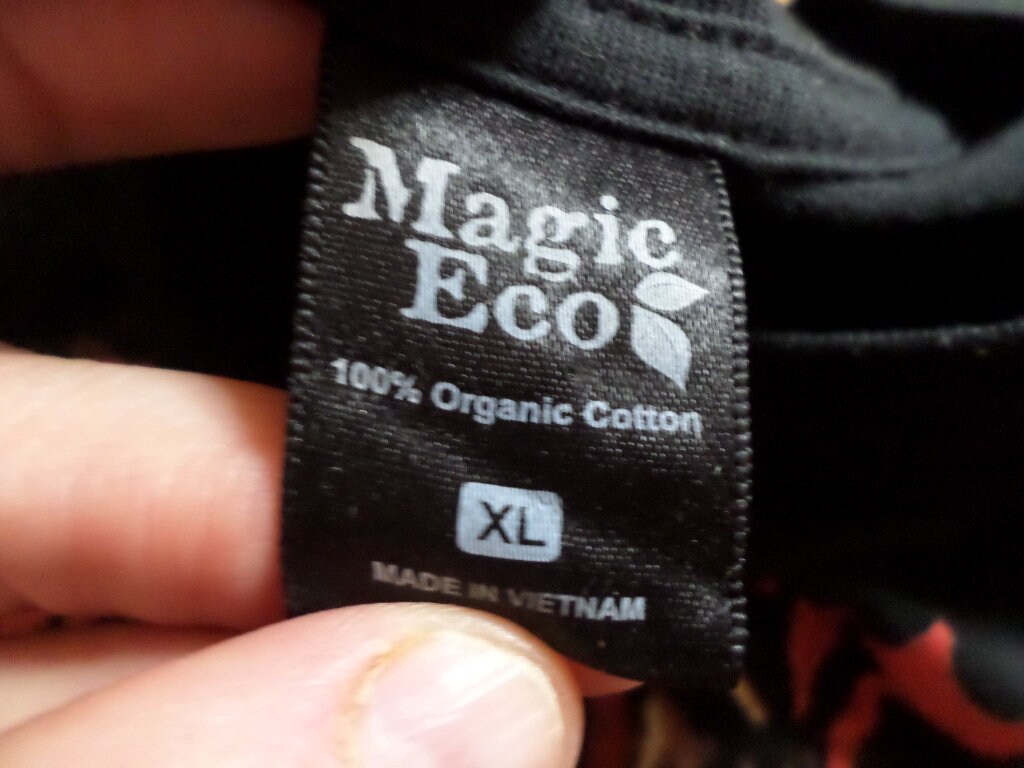 Magic
Eco
100% Organic Cotton
XL
MADE IN VIETNAM